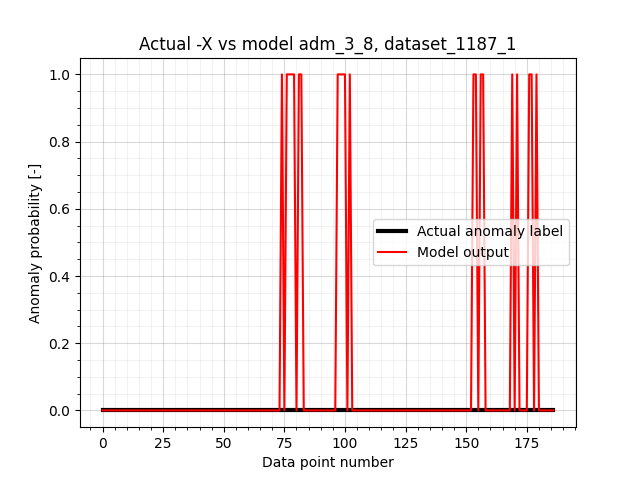 Actual -X vs model adm_3_8, dataset_1187_1
Anomaly probability [-]
1.0
0.8
0.6
0.4
0.2
0.0
Actual anomaly label
Model output
0 25 50 75 100 125 150 175
Data point number